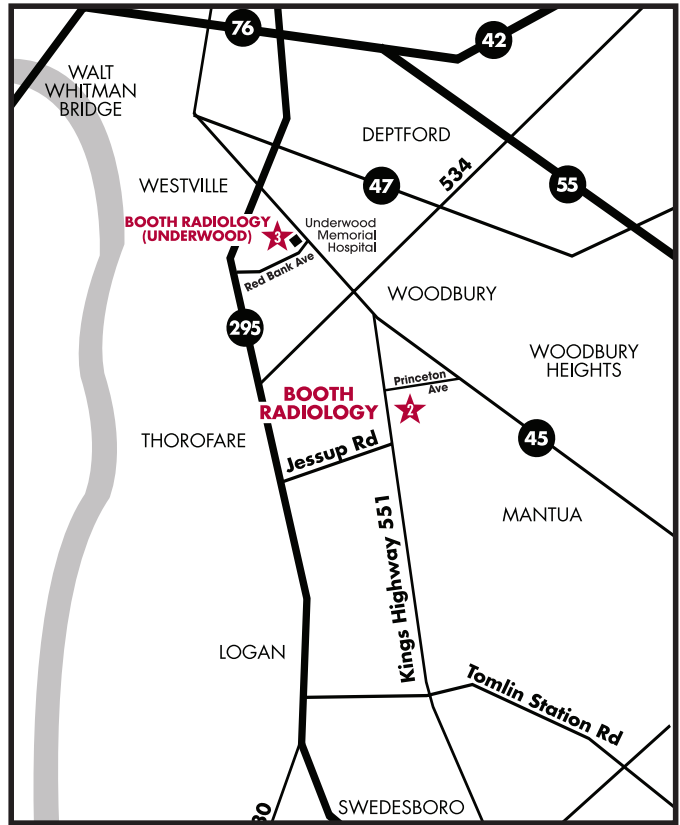 76
42
WALT
WHITMAN
BRIDGE
DEPTFORD
534
47
55
WESTVILLE
BOOTH RADIOLOGY
(UNDERWOOD)
3
Underwood
Memorial
Hospital
Red Bank Ave
WOODBURY
295
WOODBURY
HEIGHTS
Princeton
Ave
BOOTH
RADIOLOGY
2
45
THOROFARE
Jessup Rd
MANTUA
Kings Highway 551
LOGAN
Tomlin Station Rd
SWEDESBORO